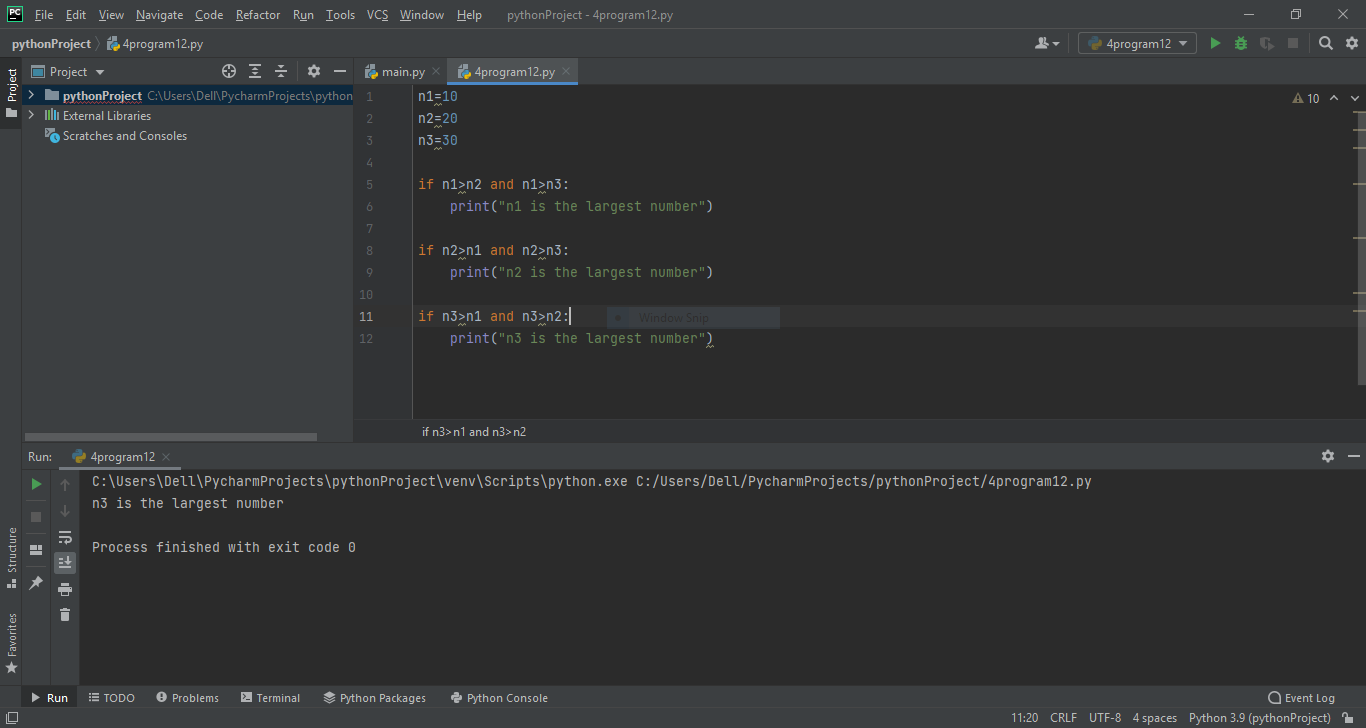 PC File Edit View Navigate Code Refactor Run Tools VCS Window Help pythonProject - 4program12.py
pythonProject 4program12.py 4program12
Project
Project main.py 4program12.py
pythonProject C:\Users\Dell\PycharmProjects\python
External Libraries
Scratches and Consoles
10
1 n1=10
2 n2=20
3 n3=30
4
5 if n1>n2 and n1>n3:
6     print("n1 is the largest number")
7
8 if n2>n1 and n2>n3:
9     print("n2 is the largest number")
10
11 if n3>n1 and n3>n2:
Window Snip
12     print("n3 is the largest number")
if n3>n1 and n3>n2
Run: 4program12
C:\Users\Dell\PycharmProjects\pythonProject\venv\Scripts\python.exe C:/Users/Dell/PycharmProjects/pythonProject/4program12.py
n3 is the largest number
Process finished with exit code 0
Structure
Favorites
Run TODO Problems Terminal Python Packages Python Console Event Log
11:20 CRLF UTF-8 4 spaces Python 3.9 (pythonProject)